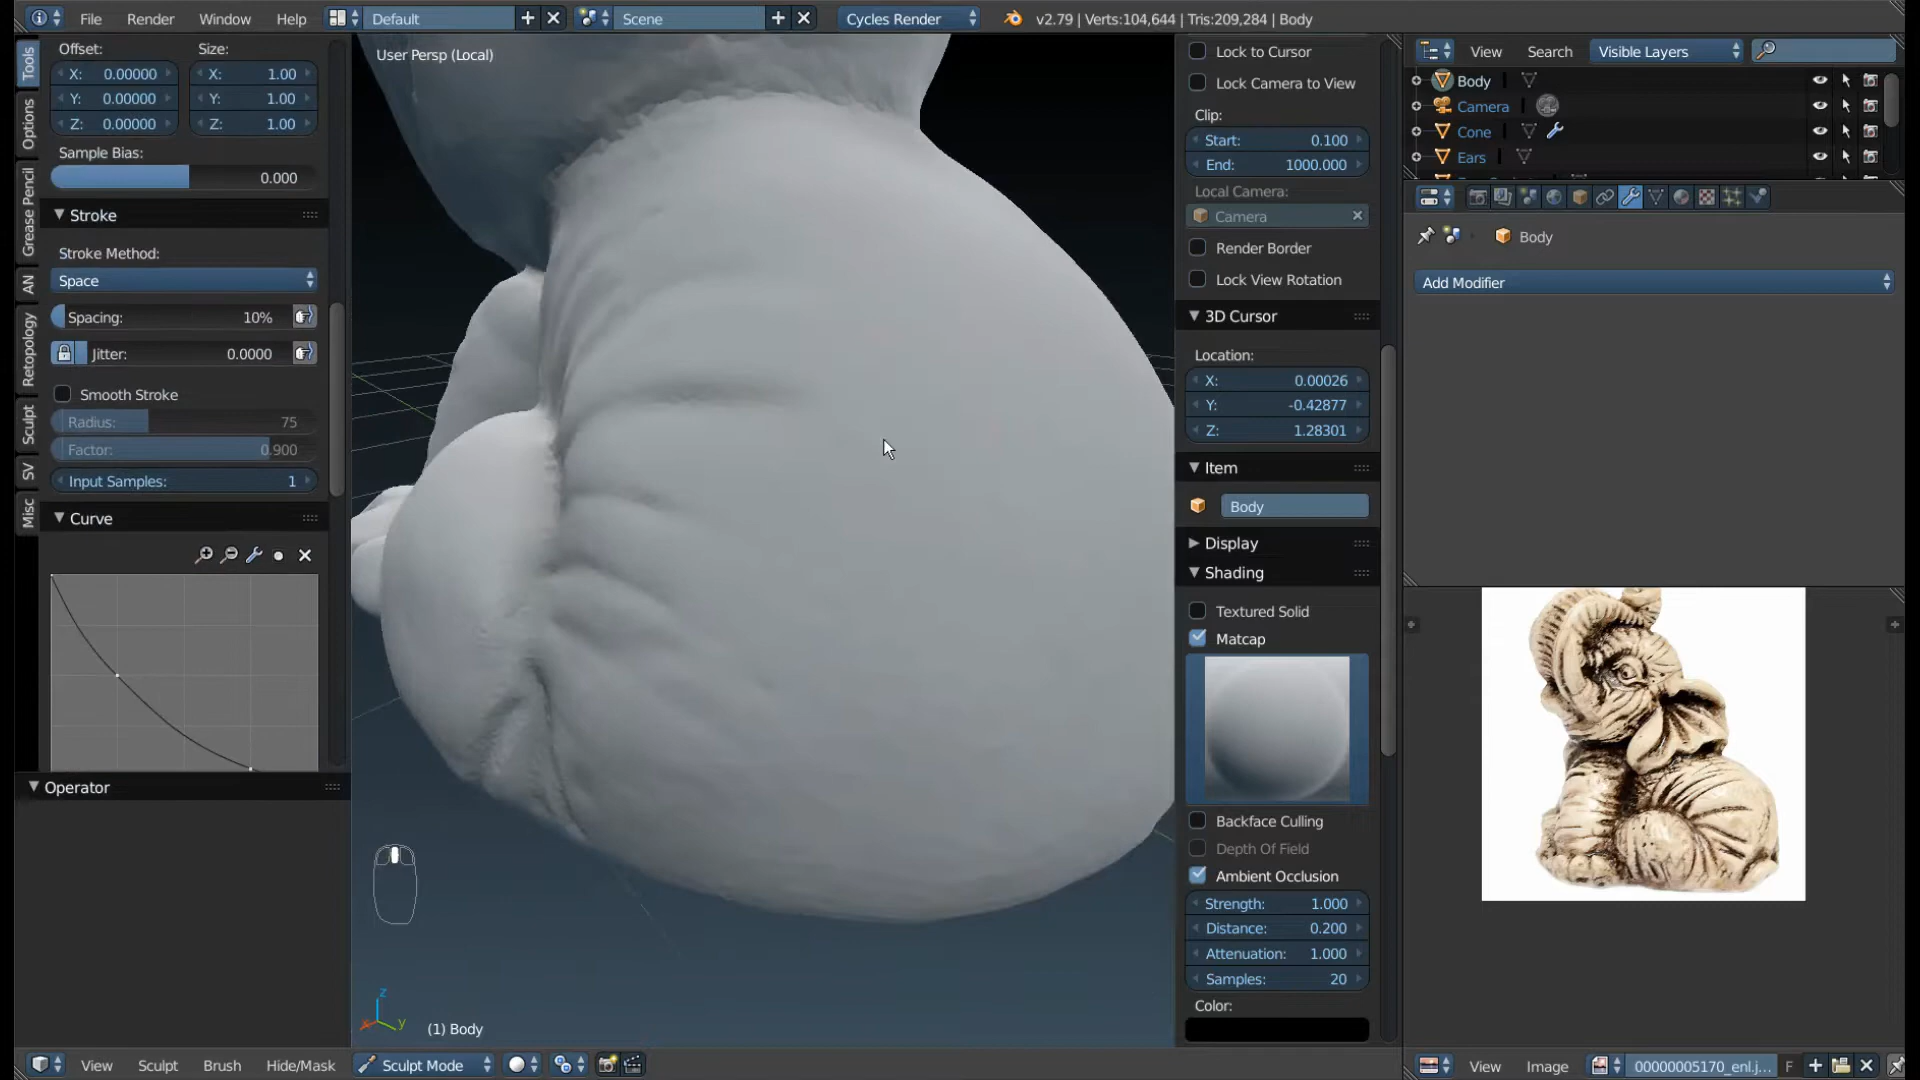 File Render Window Help Default Scene Cycles Render v2.79 | Verts:104,644 | Tris:209,284 | Body
Tools
Options
Grease Pencil
AN
Retopology
Sculpt
SV
Misc
Offset: Size:
X: 0.00000 X: 1.00
Y: 0.00000 Y: 1.00
Z: 0.00000 Z: 1.00
Sample Bias:
0.000
Stroke
Stroke Method:
Space
Spacing: 10%
Jitter: 0.0000
Smooth Stroke
Radius: 75
Factor: 0.900
Input Samples: 1
Curve
Operator
User Persp (Local)
z
x
y
(1) Body
View Sculpt Brush Hide/Mask Sculpt Mode
Lock to Cursor
Lock Camera to View
Clip:
Start: 0.100
End: 1000.000
Local Camera:
Camera
Render Border
Lock View Rotation
3D Cursor
Location:
X: 0.00026
Y: -0.42877
Z: 1.28301
Item
Body
Display
Shading
Textured Solid
Matcap
Backface Culling
Depth Of Field
Ambient Occlusion
Strength: 1.000
Distance: 0.200
Attenuation: 1.000
Samples: 20
Color:
View Search Visible Layers
Body
Camera
Cone
Ears
Body
Add Modifier
View Image 00000005170_enl.j... F